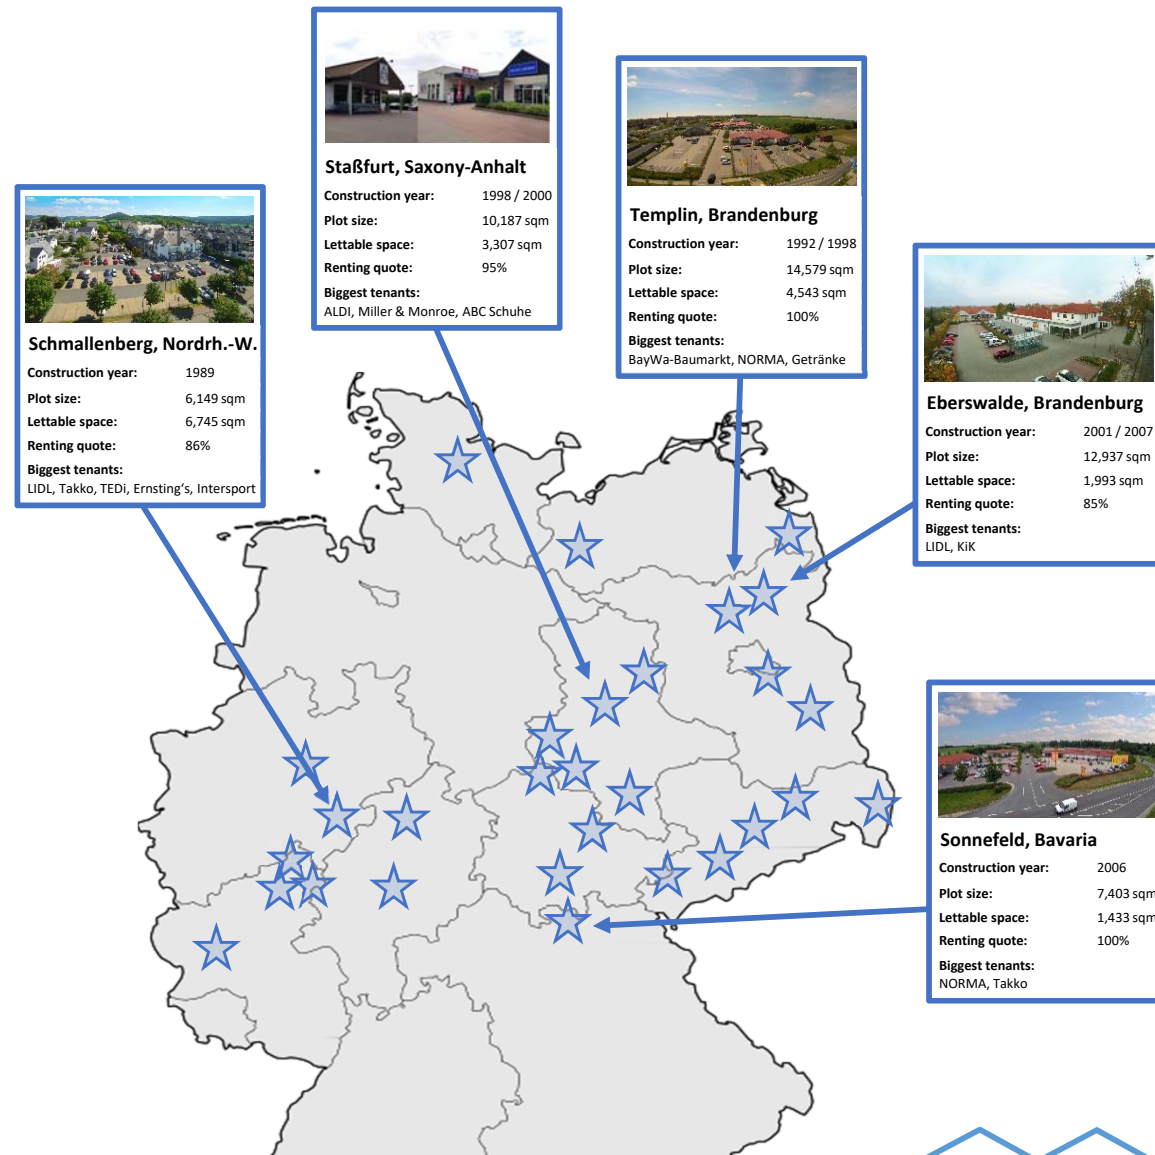 Staßfurt, Saxony-Anhalt
Construction year: 1998 / 2000
Plot size: 10,187 sqm
Lettable space: 3,307 sqm
Renting quote: 95%
Biggest tenants:
ALDI, Miller & Monroe, ABC Schuhe
Templin, Brandenburg
Construction year: 1992 / 1998
Plot size: 14,579 sqm
Lettable space: 4,543 sqm
Renting quote: 100%
Biggest tenants:
BayWa-Baumarkt, NORMA, Getränke
Schmallenberg, Nordrh.-W.
Construction year: 1989
Plot size: 6,149 sqm
Lettable space: 6,745 sqm
Renting quote: 86%
Biggest tenants:
LIDL, Takko, TEDi, Ernsting‘s, Intersport
Eberswalde, Brandenburg
Construction year: 2001 / 2007
Plot size: 12,937 sqm
Lettable space: 1,993 sqm
Renting quote: 85%
Biggest tenants:
LIDL, KiK
Sonnefeld, Bavaria
Construction year: 2006
Plot size: 7,403 sqm
Lettable space: 1,433 sqm
Renting quote: 100%
Biggest tenants:
NORMA, Takko